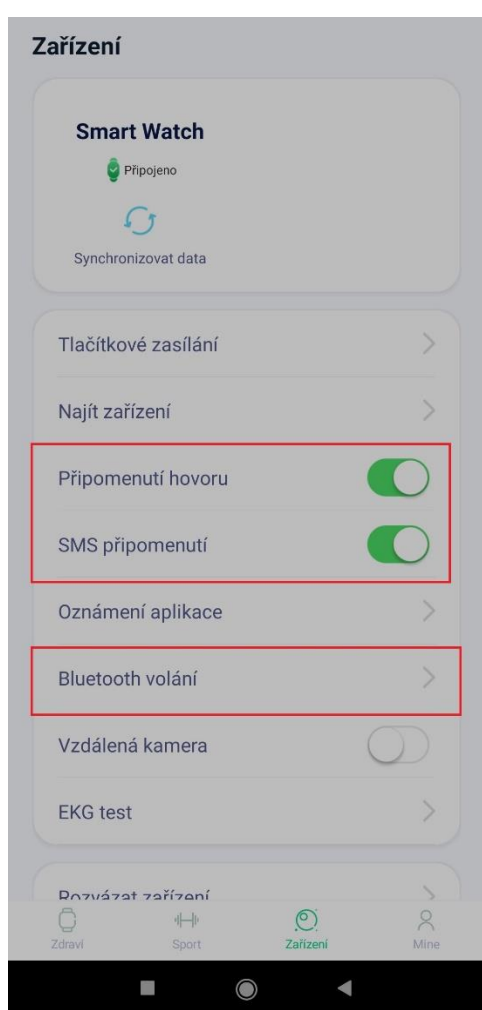 Zařízení
Smart Watch
Připojeno
Synchronizovat data
Tlačítkové zasílání
Najít zařízení
Připomenutí hovoru
SMS připomenutí
Oznámení aplikace
Bluetooth volání
Vzdálená kamera
EKG test
Rozvázat zařízení
Zdraví
Sport
Zařízení
Mine